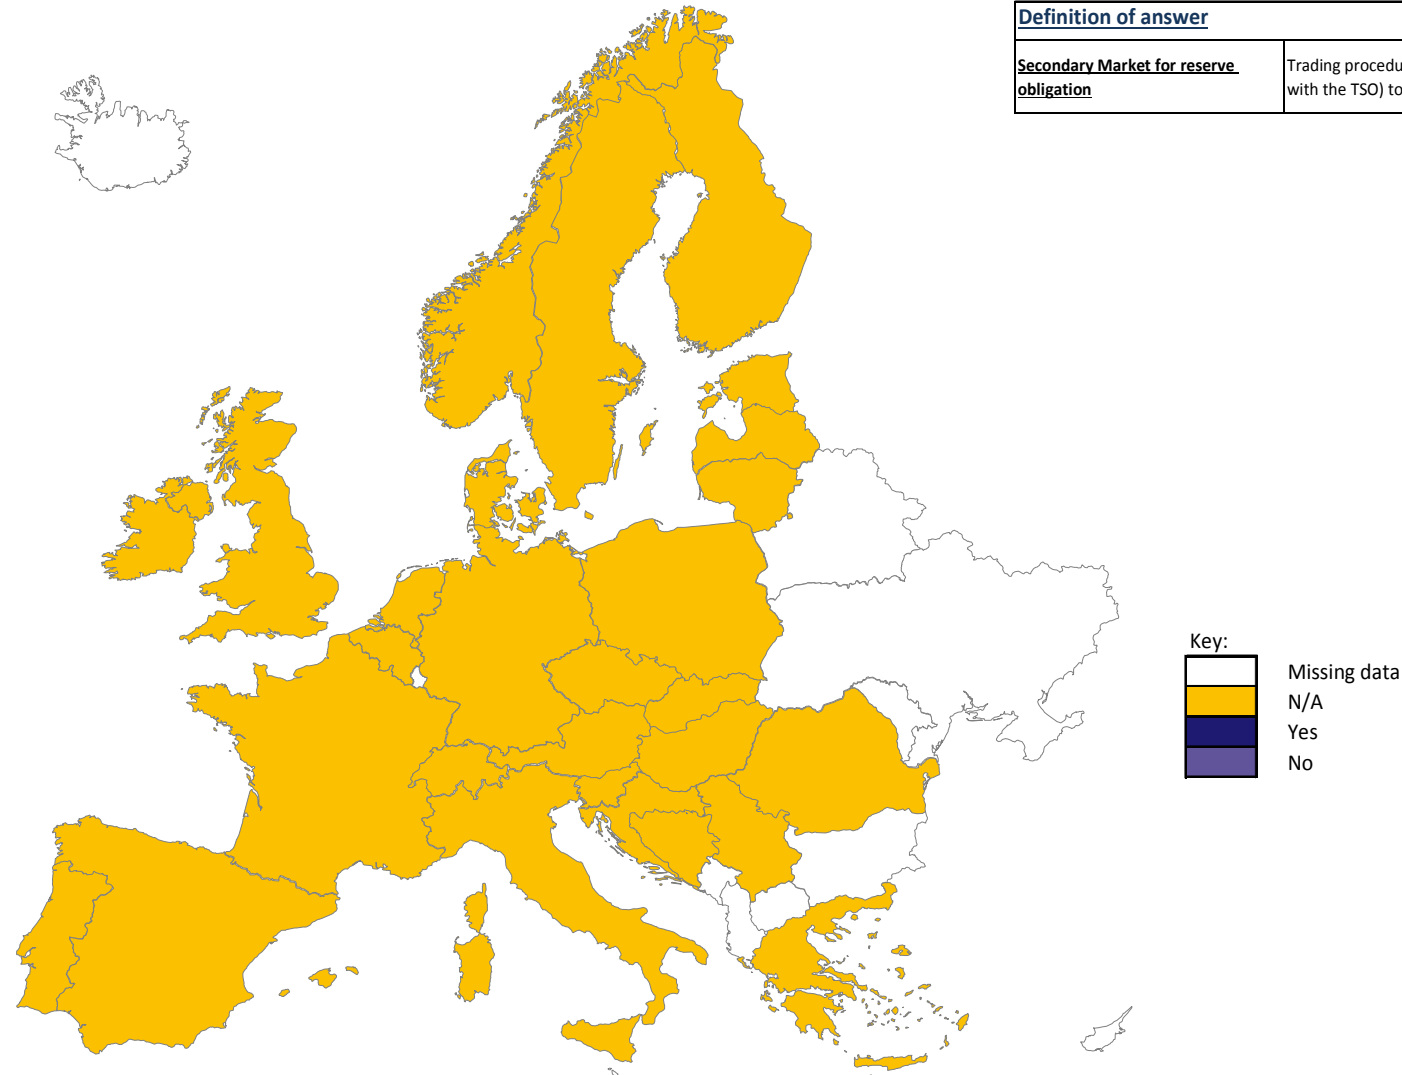 Definition of answer
Secondary Market for reserve
obligation
Trading procedu
with the TSO) to
Key:
Missing data
N/A
Yes
No